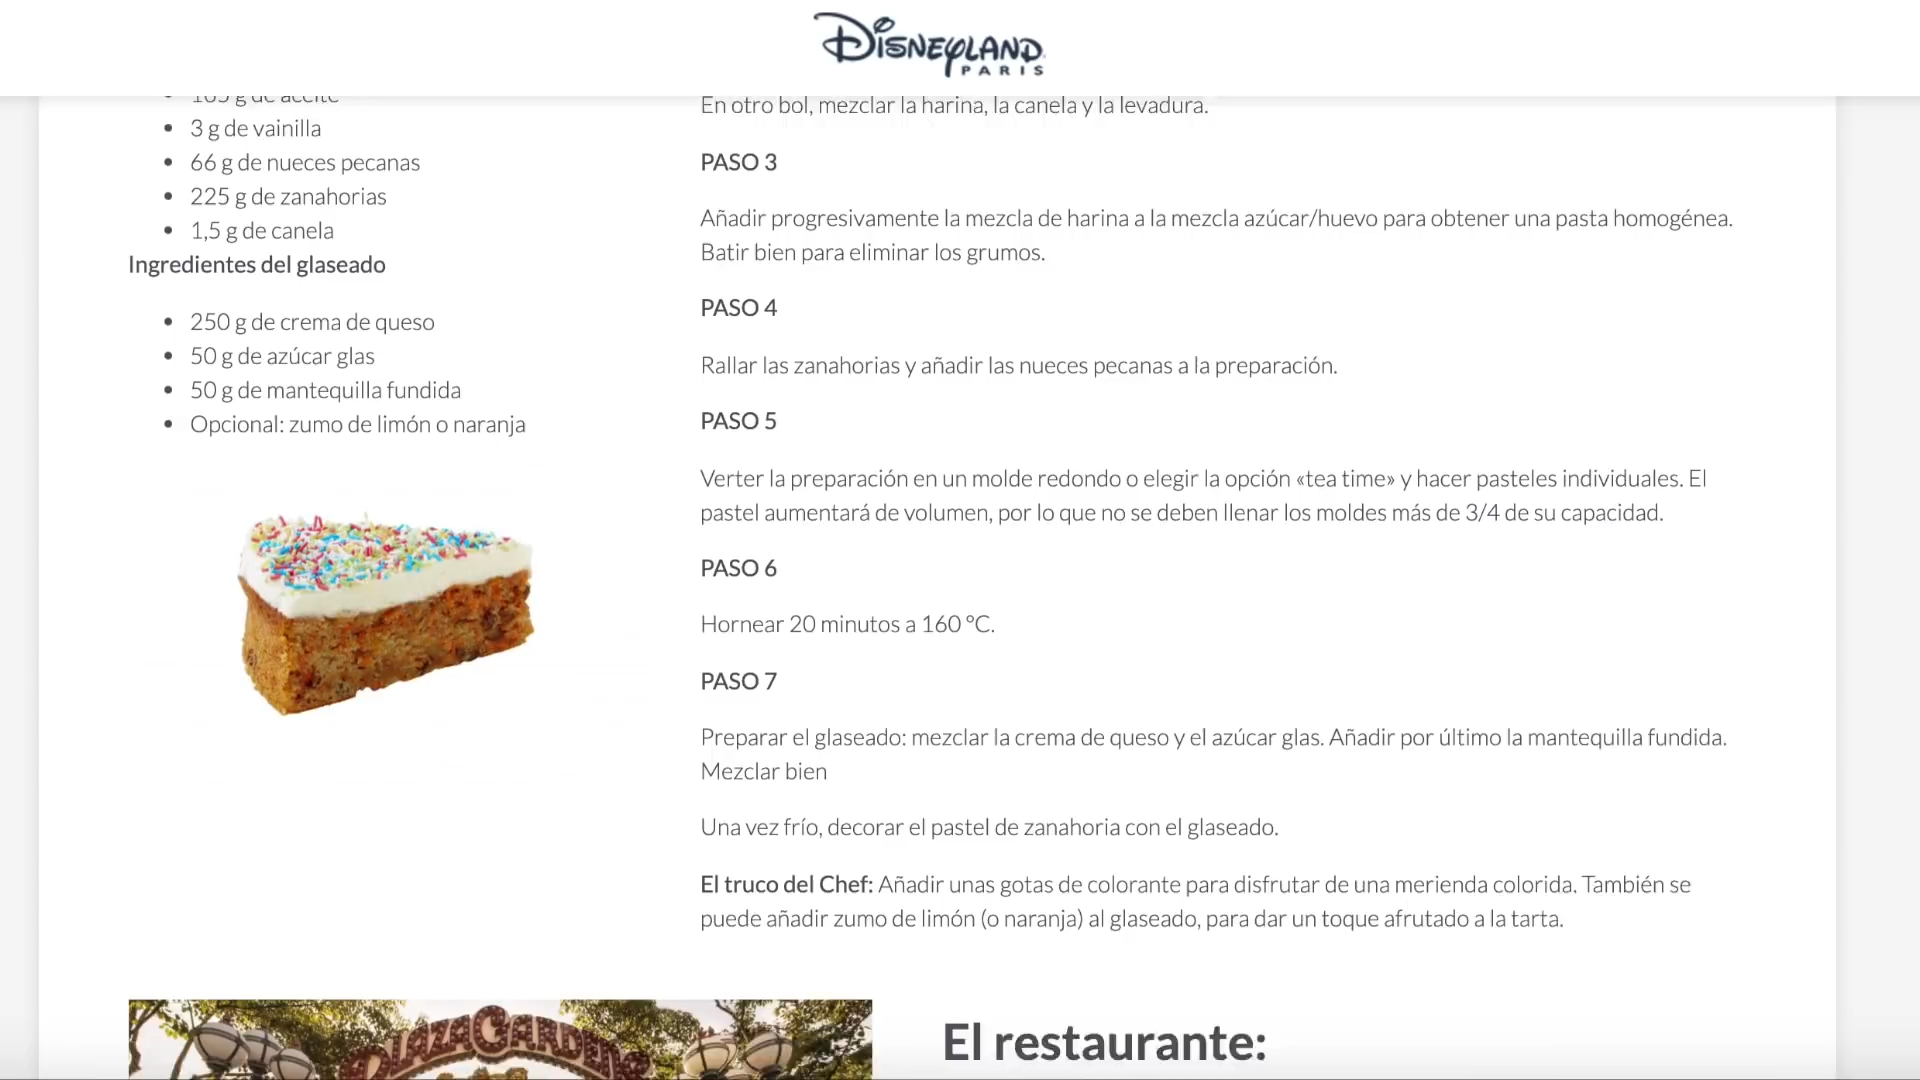 DISNEYLAND
PARIS
165 g de aceite
3 g de vainilla
66 g de nueces pecanas
225 g de zanahorias
1,5 g de canela
Ingredientes del glaseado
250 g de crema de queso
50 g de azúcar glas
50 g de mantequilla fundida
Opcional: zumo de limón o naranja
En otro bol, mezclar la harina, la canela y la levadura.
PASO 3
Añadir progresivamente la mezcla de harina a la mezcla azúcar/huevo para obtener una pasta homogénea.
Batir bien para eliminar los grumos.
PASO 4
Rallar las zanahorias y añadir las nueces pecanas a la preparación.
PASO 5
Verter la preparación en un molde redondo o elegir la opción «tea time» y hacer pasteles individuales. El
pastel aumentará de volumen, por lo que no se deben llenar los moldes más de 3/4 de su capacidad.
PASO 6
Hornear 20 minutos a 160 °C.
PASO 7
Preparar el glaseado: mezclar la crema de queso y el azúcar glas. Añadir por último la mantequilla fundida.
Mezclar bien
Una vez frío, decorar el pastel de zanahoria con el glaseado.
El truco del Chef: Añadir unas gotas de colorante para disfrutar de una merienda colorida. También se
puede añadir zumo de limón (o naranja) al glaseado, para dar un toque afrutado a la tarta.
PLAZA GARDENS
El restaurante: